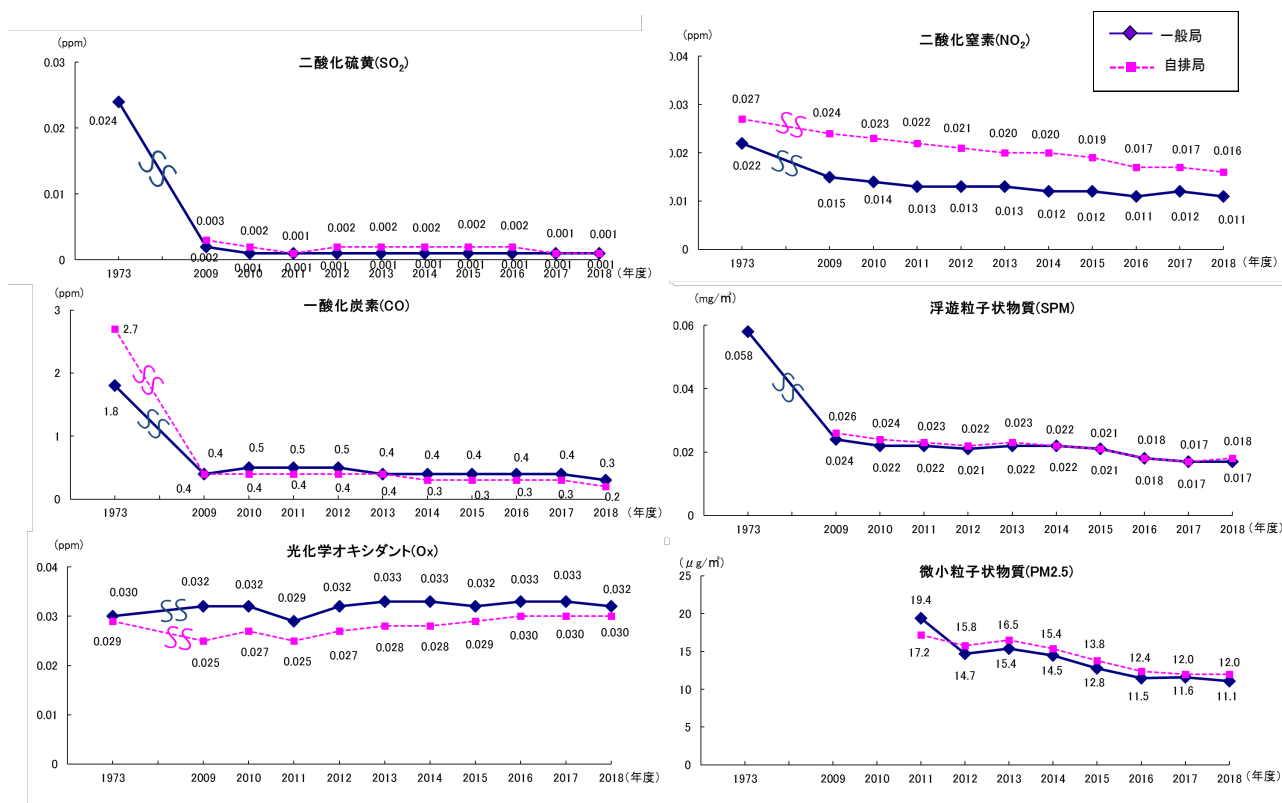 (ppm)
二酸化硫黄(SO₂)
0.03
0.02
0.01
0
0.024
0.003 0.002 0.001 0.002 0.002 0.002 0.002 0.002 0.001 0.001
0.002 0.001 0.001 0.001 0.001 0.001 0.001 0.001 0.001 0.001
1973 2009 2010 2011 2012 2013 2014 2015 2016 2017 2018 (年度)
(ppm)
二酸化窒素(NO₂)
一般局
自排局
0.04
0.03
0.02
0.01
0
0.027 0.024 0.023 0.022 0.021 0.020 0.020 0.019 0.017 0.017 0.016
0.022 0.015 0.014 0.013 0.013 0.013 0.012 0.012 0.011 0.012 0.011
1973 2009 2010 2011 2012 2013 2014 2015 2016 2017 2018 (年度)
(ppm)
一酸化炭素(CO)
3
2
1
0
2.7
1.8
0.4 0.5 0.5 0.5 0.4 0.4 0.4 0.4 0.4 0.3
0.4 0.4 0.4 0.4 0.4 0.3 0.3 0.3 0.3 0.2
1973 2009 2010 2011 2012 2013 2014 2015 2016 2017 2018 (年度)
(mg/㎥)
浮遊粒子状物質(SPM)
0.06
0.04
0.02
0
0.058
0.026 0.024 0.023 0.022 0.023 0.022 0.021 0.018 0.017 0.018
0.024 0.022 0.022 0.021 0.022 0.022 0.021 0.018 0.017 0.017
1973 2009 2010 2011 2012 2013 2014 2015 2016 2017 2018 (年度)
(ppm)
光化学オキシダント(Ox)
0.04
0.03
0.02
0.01
0
0.030 0.032 0.032 0.029 0.032 0.033 0.033 0.032 0.033 0.033 0.032
0.029 0.025 0.027 0.025 0.027 0.028 0.028 0.029 0.030 0.030 0.030
1973 2009 2010 2011 2012 2013 2014 2015 2016 2017 2018 (年度)
(μg/㎥)
微小粒子状物質(PM2.5)
25
20
15
10
5
0
19.4 15.8 16.5 15.4 13.8 12.4 12.0 12.0
17.2 14.7 15.4 14.5 12.8 11.5 11.6 11.1
1973 2009 2010 2011 2012 2013 2014 2015 2016 2017 2018 (年度)